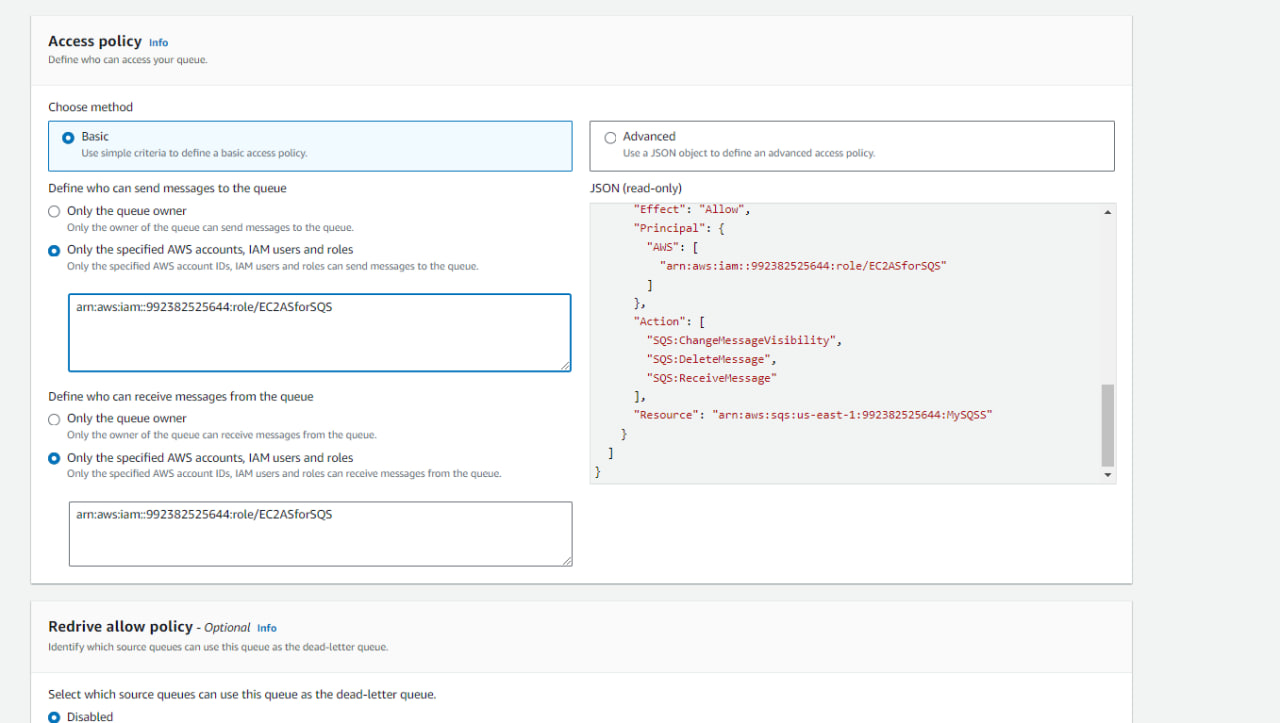 Access policy Info
Define who can access your queue.
Choose method
Basic
Use simple criteria to define a basic access policy.
Advanced
Use a JSON object to define an advanced access policy.
Define who can send messages to the queue
Only the queue owner
Only the owner of the queue can send messages to the queue.
Only the specified AWS accounts, IAM users and roles
Only the specified AWS account IDs, IAM users and roles can send messages to the queue.
arn:aws:iam::992382525644:role/EC2ASforSQS
Define who can receive messages from the queue
Only the queue owner
Only the owner of the queue can receive messages from the queue.
Only the specified AWS accounts, IAM users and roles
Only the specified AWS account IDs, IAM users and roles can receive messages from the queue.
arn:aws:iam::992382525644:role/EC2ASforSQS
JSON (read-only)
"Effect": "Allow",
"Principal": {
"AWS": [
"arn:aws:iam::992382525644:role/EC2ASforSQS"
]
},
"Action": [
"SQS:ChangeMessageVisibility",
"SQS:DeleteMessage",
"SQS:ReceiveMessage"
],
"Resource": "arn:aws:sqs:us-east-1:992382525644:MySQSS"
}
]
}
Redrive allow policy - Optional Info
Identify which source queues can use this queue as the dead-letter queue.
Select which source queues can use this queue as the dead-letter queue.
Disabled